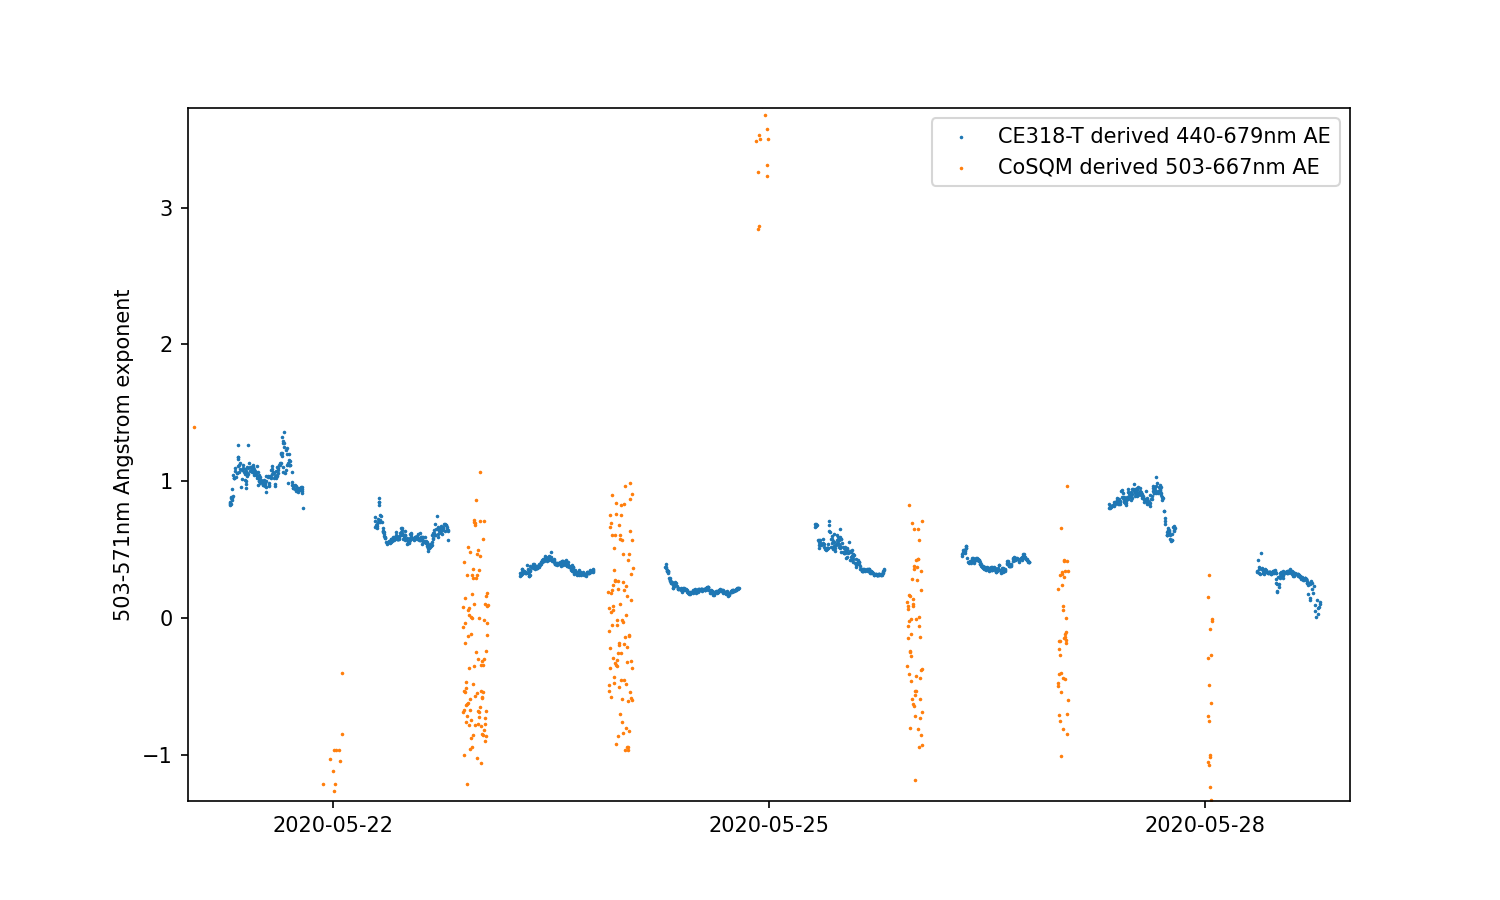 CE318-T derived 440-679nm AE
CoSQM derived 503-667nm AE
503-571nm Angstrom exponent
3
2
1
0
−1
2020-05-22
2020-05-25
2020-05-28